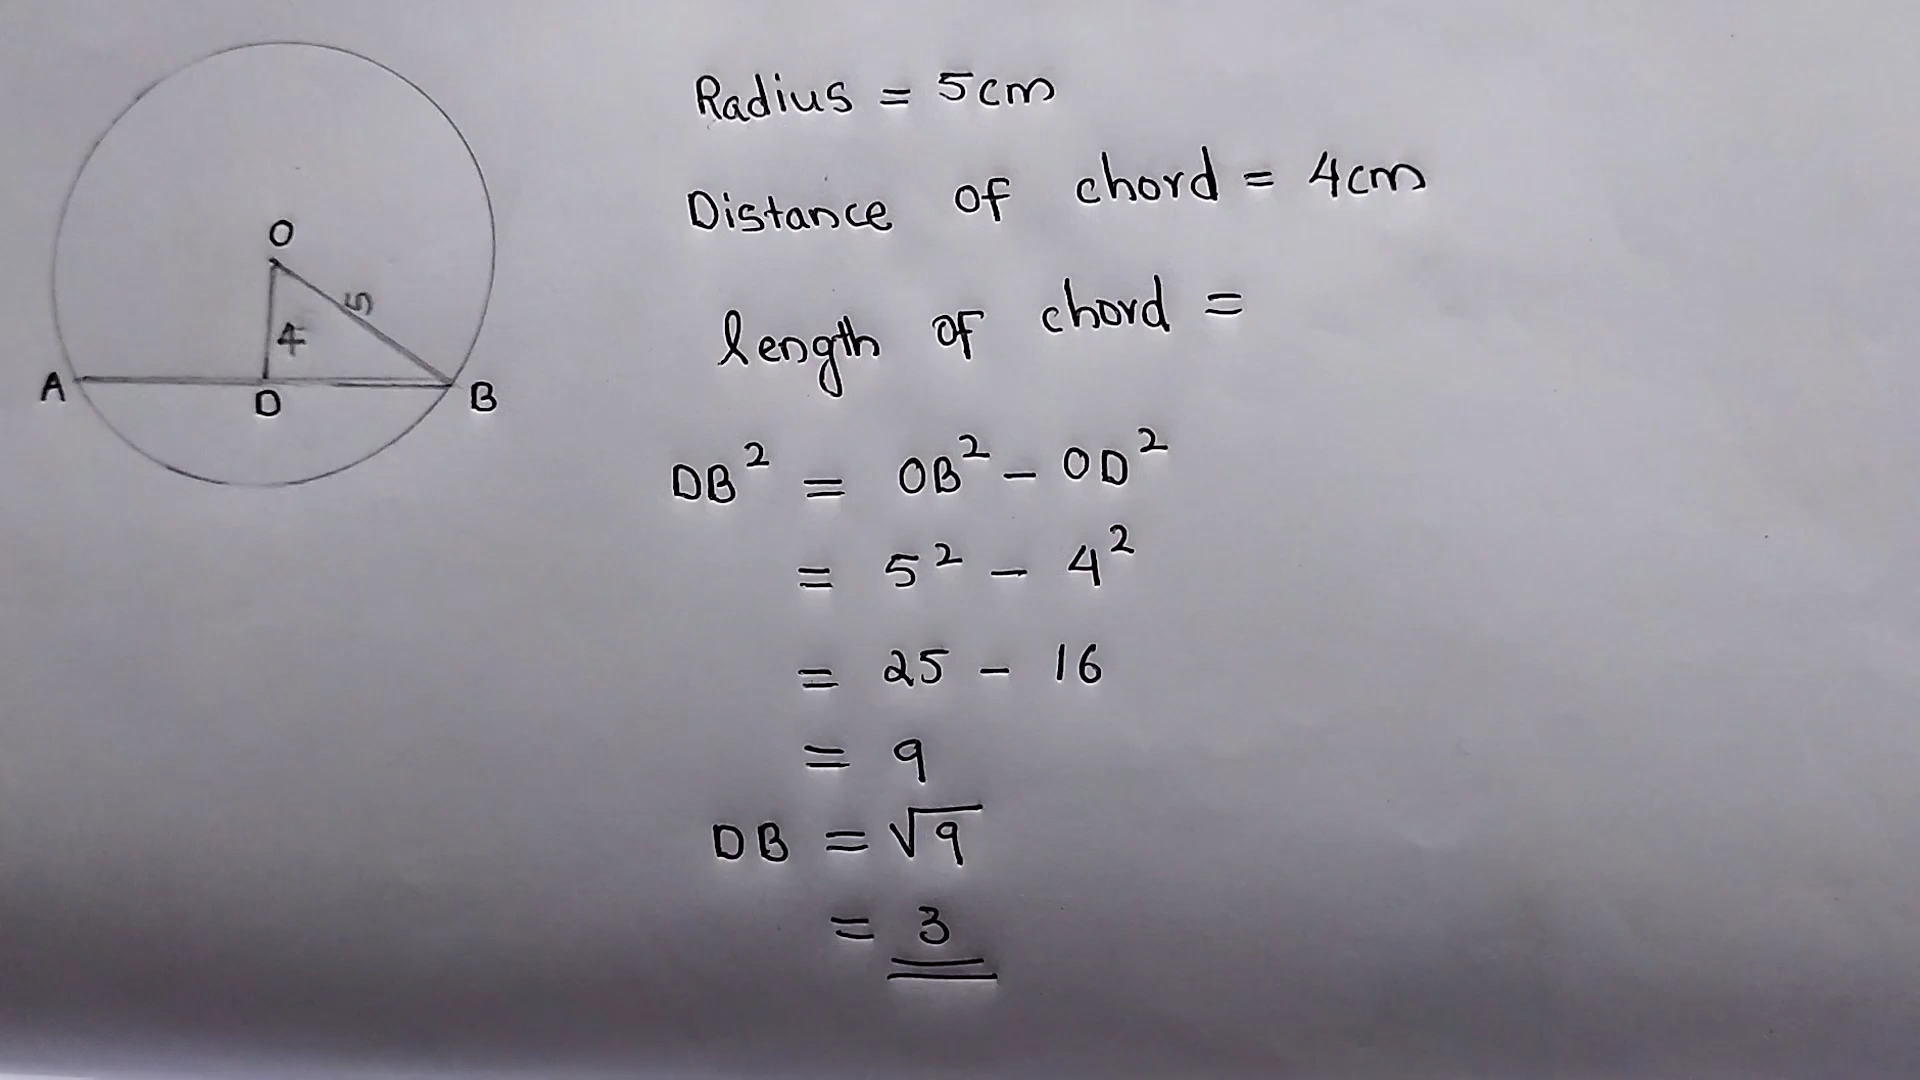 O
5
4
A
D
B
Radius = 5cm
Distance of chord = 4cm
length of chord =
DB² = OB² - OD²
= 5² - 4²
= 25 - 16
= 9
DB = √9
= 3